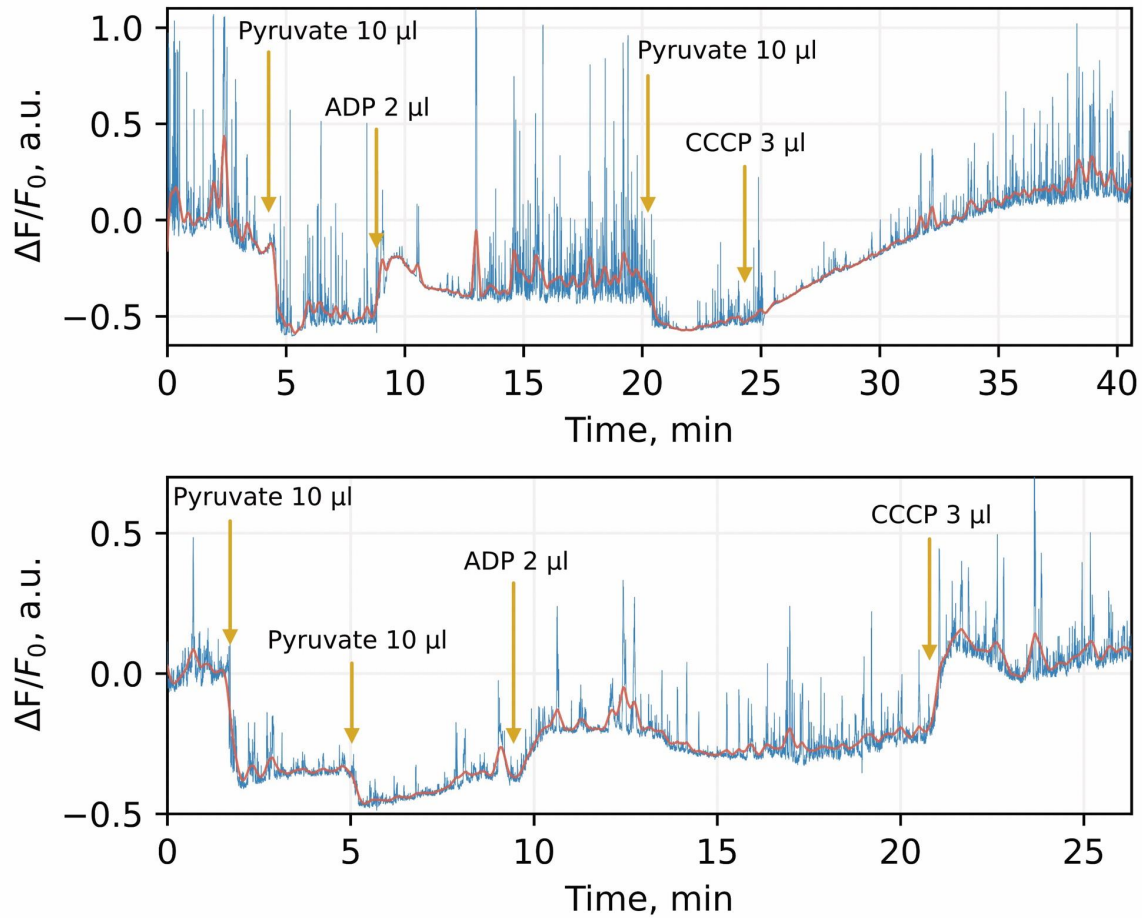 Pyruvate 10 µl
Pyruvate 10 µl
ADP 2 µl
CCCP 3 µl
1.0
0.5
0.0
−0.5
ΔF/F₀, a.u.
0 5 10 15 20 25 30 35 40
Time, min
Pyruvate 10 µl
CCCP 3 µl
ADP 2 µl
Pyruvate 10 µl
0.5
0.0
−0.5
ΔF/F₀, a.u.
0 5 10 15 20 25
Time, min